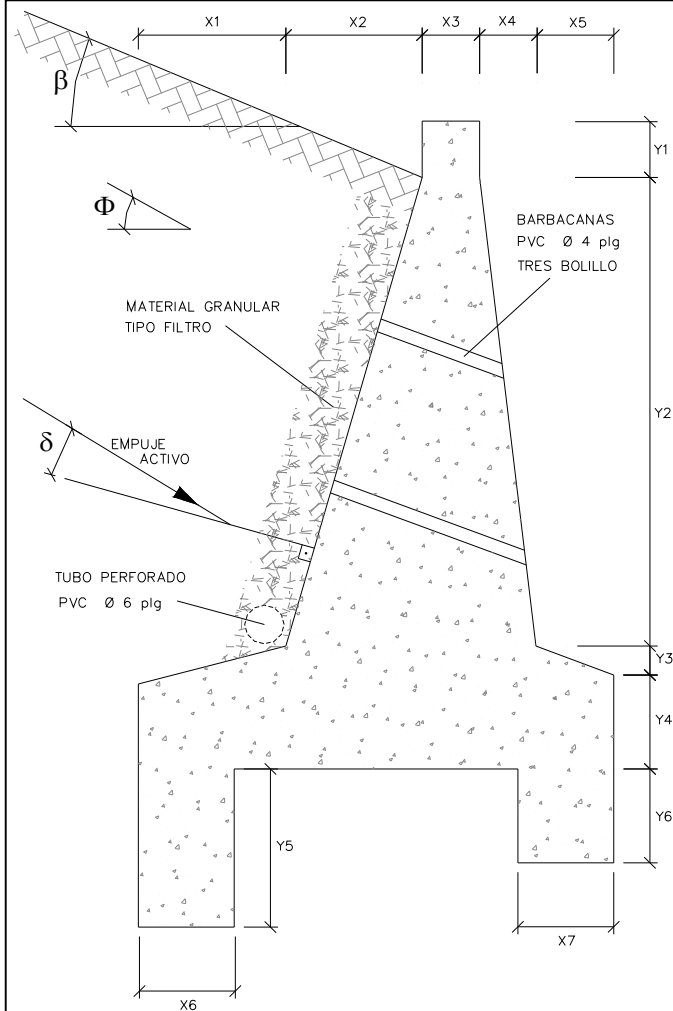 X1 X2 X3 X4 X5
β
Y1
Φ
BARBACANAS
PVC Ø 4 plg
TRES BOLILLO
MATERIAL GRANULAR
TIPO FILTRO
Y2
δ
EMPUJE
ACTIVO
TUBO PERFORADO
PVC Ø 6 plg
Y3
Y4
Y5
Y6
X7
X6